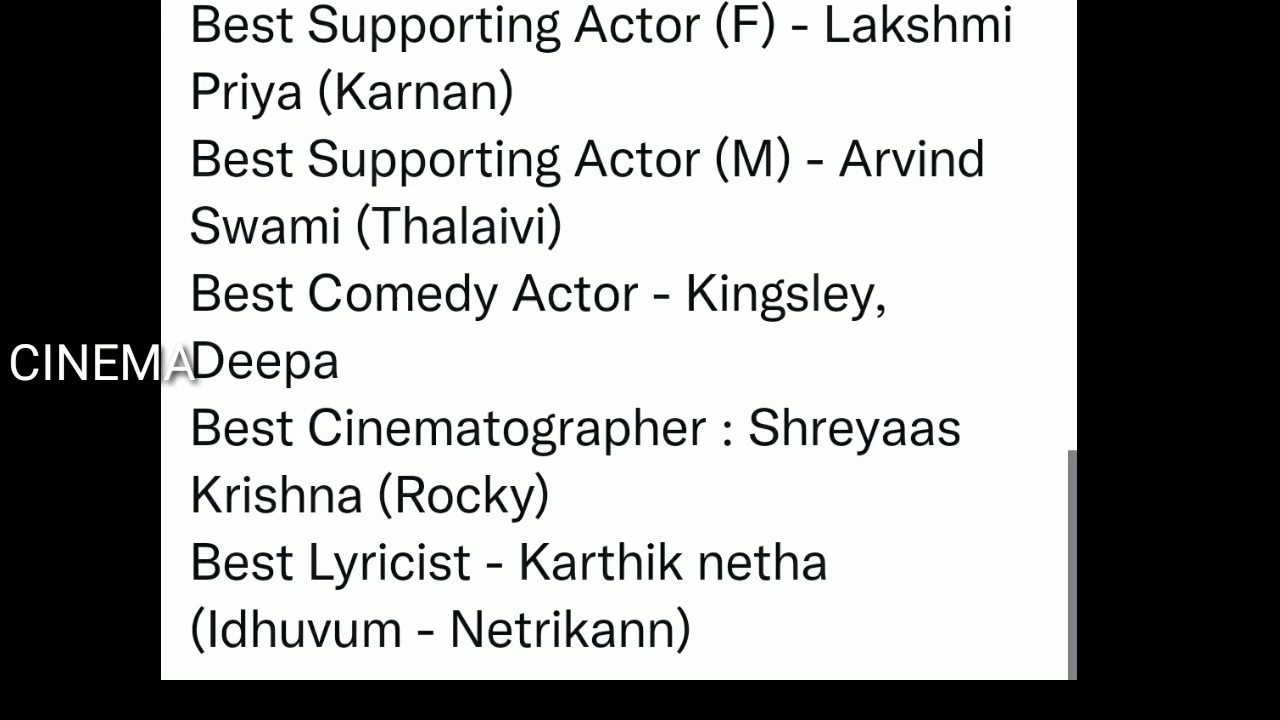 Best Supporting Actor (F) - Lakshmi
Priya (Karnan)
Best Supporting Actor (M) - Arvind
Swami (Thalaivi)
Best Comedy Actor - Kingsley,
Deepa
CINEMA
Best Cinematographer : Shreyaas
Krishna (Rocky)
Best Lyricist - Karthik netha
(Idhuvum - Netrikann)